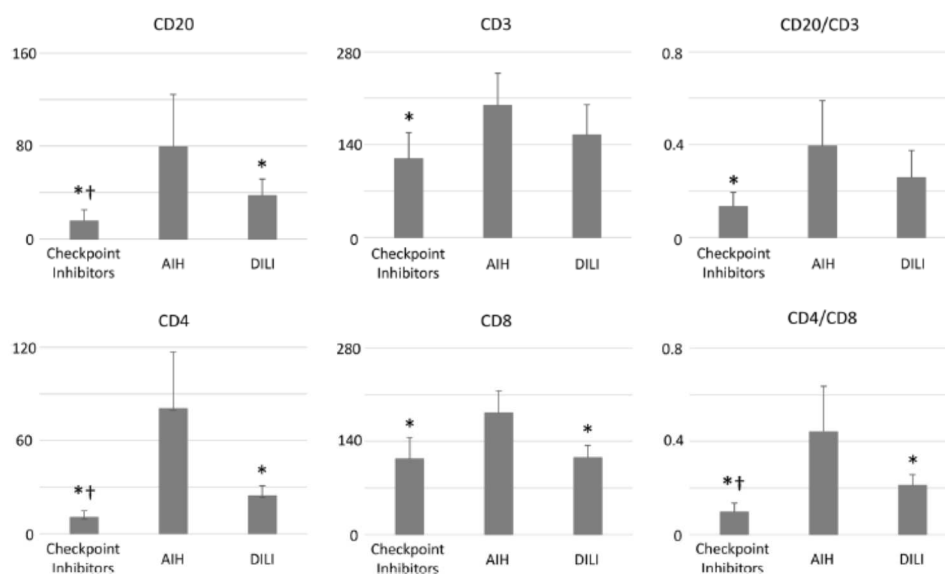 CD20
160
80
0
*†
*
Checkpoint
Inhibitors
AIH
DILI
CD3
280
140
0
*
Checkpoint
Inhibitors
AIH
DILI
CD20/CD3
0.8
0.4
0
*
Checkpoint
Inhibitors
AIH
DILI
CD4
120
60
0
*†
*
Checkpoint
Inhibitors
AIH
DILI
CD8
280
140
0
*
*
Checkpoint
Inhibitors
AIH
DILI
CD4/CD8
0.8
0.4
0
*†
*
Checkpoint
Inhibitors
AIH
DILI